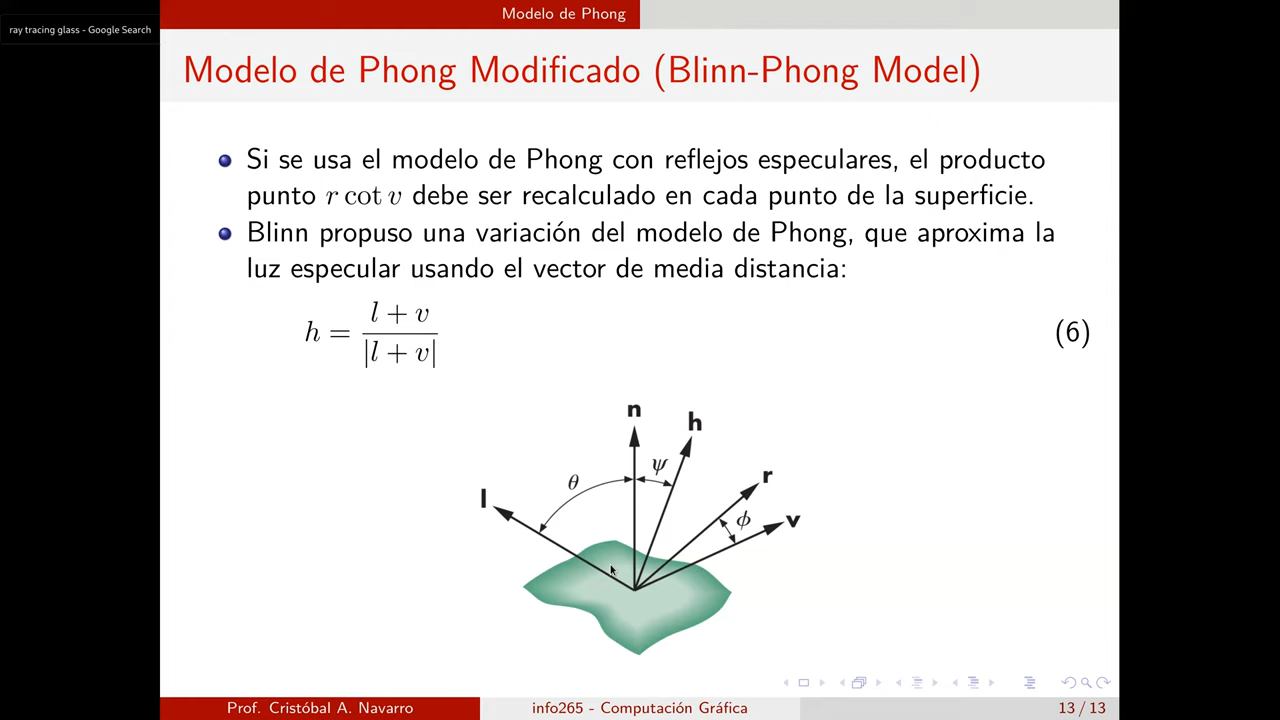 Modelo de Phong
ray tracing glass - Google Search
Modelo de Phong Modificado (Blinn-Phong Model)
Si se usa el modelo de Phong con reflejos especulares, el producto
punto r cot v debe ser recalculado en cada punto de la superficie.
Blinn propuso una variación del modelo de Phong, que aproxima la
luz especular usando el vector de media distancia:
h = \frac{l + v}{|l + v|} (6)
n
h
ψ
θ
r
l
ϕ
v
Prof. Cristóbal A. Navarro
info265 - Computación Gráfica
13 / 13